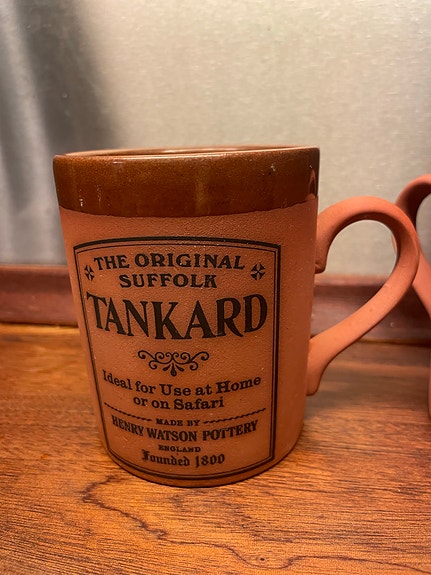 THE ORIGINAL
SUFFOLK
TANKARD
Ideal for Use at Home
or on Safari
MADE BY
HENRY WATSON POTTERY
ENGLAND
Founded 1800